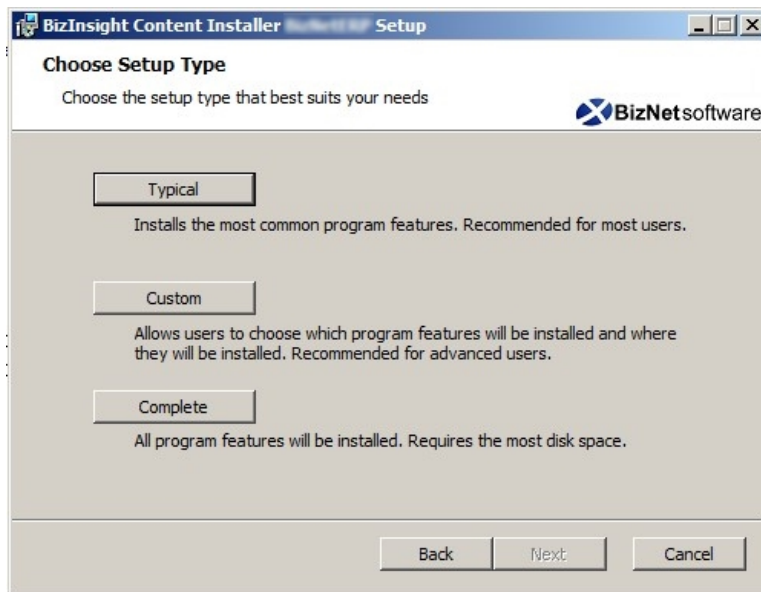 BizInsight Content Installer Setup
Choose Setup Type
Choose the setup type that best suits your needs
BizNetsoftware
Typical
Installs the most common program features. Recommended for most users.
Custom
Allows users to choose which program features will be installed and where
they will be installed. Recommended for advanced users.
Complete
All program features will be installed. Requires the most disk space.
Back Next Cancel